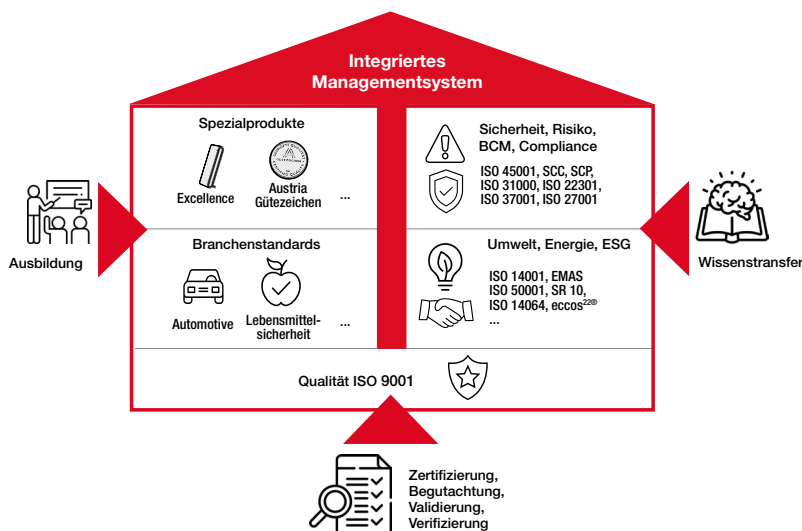 Integriertes
Managementsystem
Spezialprodukte
Excellence
Austria
Gütezeichen
...
Sicherheit, Risiko,
BCM, Compliance
ISO 45001, SCC, SCP,
ISO 31000, ISO 22301,
ISO 37001, ISO 27001
Ausbildung
Wissenstransfer
Branchenstandards
Automotive
Lebensmittel-
sicherheit
...
Umwelt, Energie, ESG
ISO 14001, EMAS
ISO 50001, SR 10,
ISO 14064, eccos²²®
...
Qualität ISO 9001
Zertifizierung,
Begutachtung,
Validierung,
Verifizierung